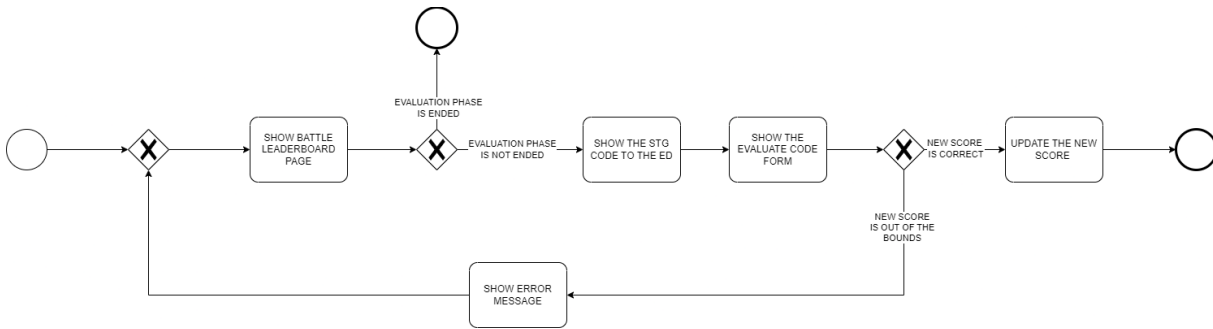 EVALUATION PHASE
IS ENDED
SHOW BATTLE
LEADERBOARD
PAGE
EVALUATION PHASE
IS NOT ENDED
SHOW THE STG
CODE TO THE ED
SHOW THE
EVALUATE CODE
FORM
NEW SCORE
IS CORRECT
UPDATE THE NEW
SCORE
NEW SCORE
IS OUT OF THE
BOUNDS
SHOW ERROR
MESSAGE